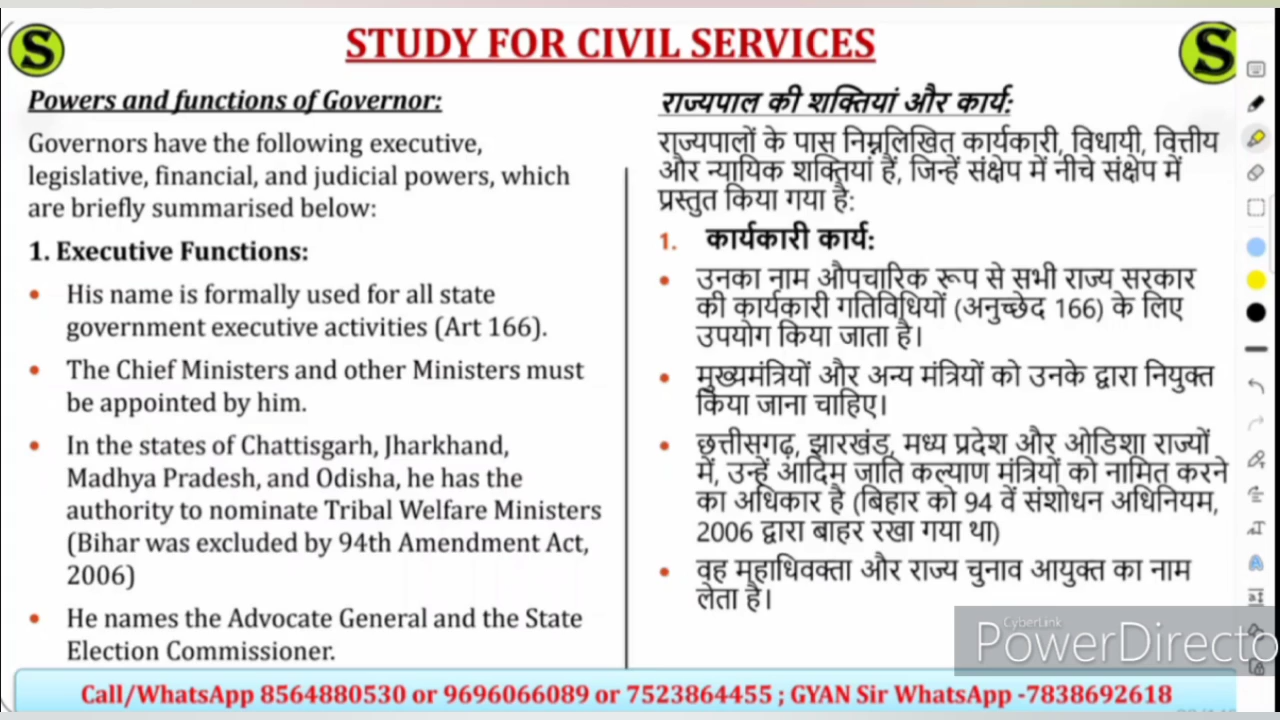 S
STUDY FOR CIVIL SERVICES
S
Powers and functions of Governor:
Governors have the following executive,
legislative, financial, and judicial powers, which
are briefly summarised below:
1. Executive Functions:
• His name is formally used for all state
government executive activities (Art 166).
• The Chief Ministers and other Ministers must
be appointed by him.
• In the states of Chattisgarh, Jharkhand,
Madhya Pradesh, and Odisha, he has the
authority to nominate Tribal Welfare Ministers
(Bihar was excluded by 94th Amendment Act,
2006)
• He names the Advocate General and the State
Election Commissioner.
राज्यपाल की शक्तियां और कार्य:
राज्यपालों के पास निम्नलिखित कार्यकारी, विधायी, वित्तीय
और न्यायिक शक्तियां हैं, जिन्हें संक्षेप में नीचे संक्षेप में
प्रस्तुत किया गया है:
1. कार्यकारी कार्य:
• उनका नाम औपचारिक रूप से सभी राज्य सरकार
की कार्यकारी गतिविधियों (अनुच्छेद 166) के लिए
उपयोग किया जाता है।
• मुख्यमंत्रियों और अन्य मंत्रियों को उनके द्वारा नियुक्त
किया जाना चाहिए।
• छत्तीसगढ़, झारखंड, मध्य प्रदेश और ओडिशा राज्यों
में, उन्हें आदिम जाति कल्याण मंत्रियों को नामित करने
का अधिकार है (बिहार को 94 वें संशोधन अधिनियम,
2006 द्वारा बाहर रखा गया था)
• वह महाधिवक्ता और राज्य चुनाव आयुक्त का नाम
लेता है।
CyberLink
PowerDirecto
Call/WhatsApp 8564880530 or 9696066089 or 7523864455 ; GYAN Sir WhatsApp -7838692618